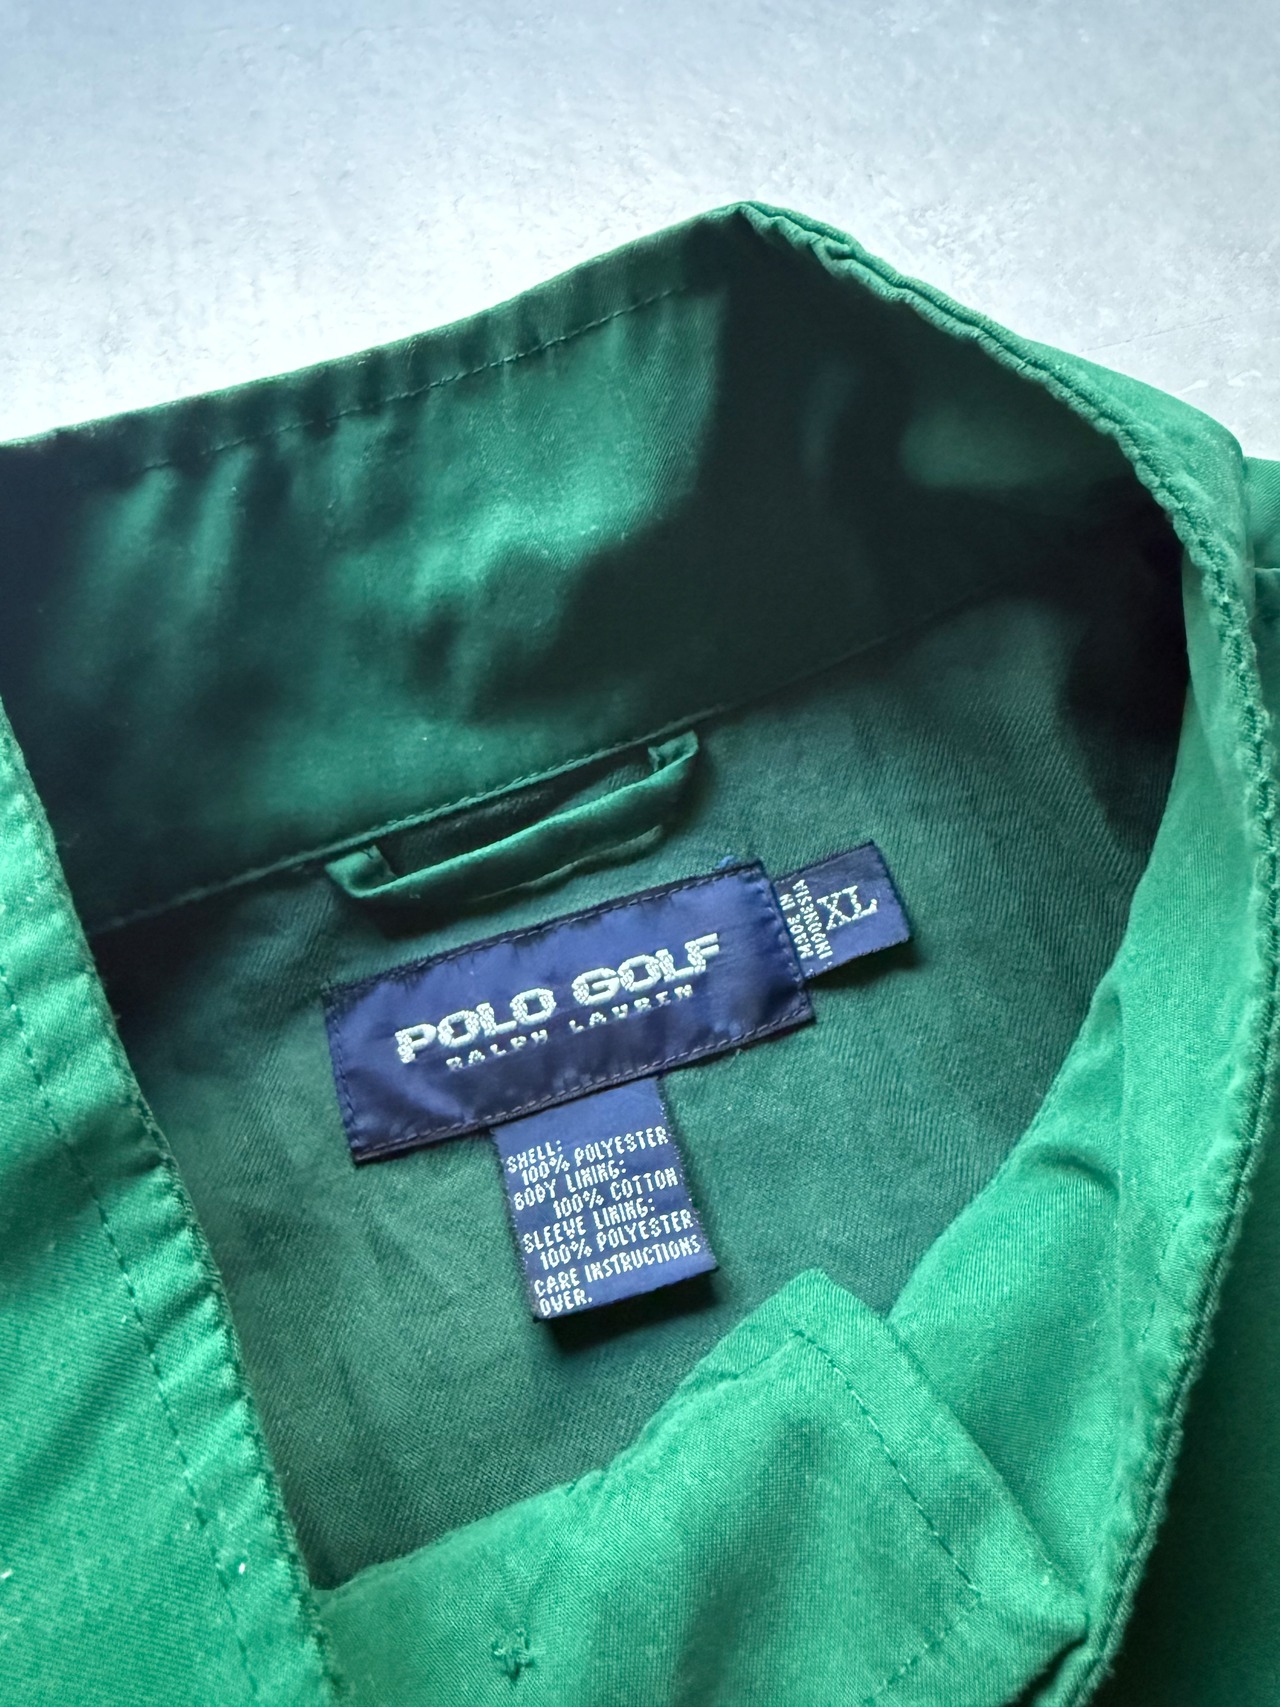 POLO GOLF
RALPH LAUREN
XL
MADE IN
INDONESIA
SHELL:
100% POLYESTER
BODY LINING:
100% COTTON
SLEEVE LINING:
100% POLYESTER
CARE INSTRUCTIONS
OVER.